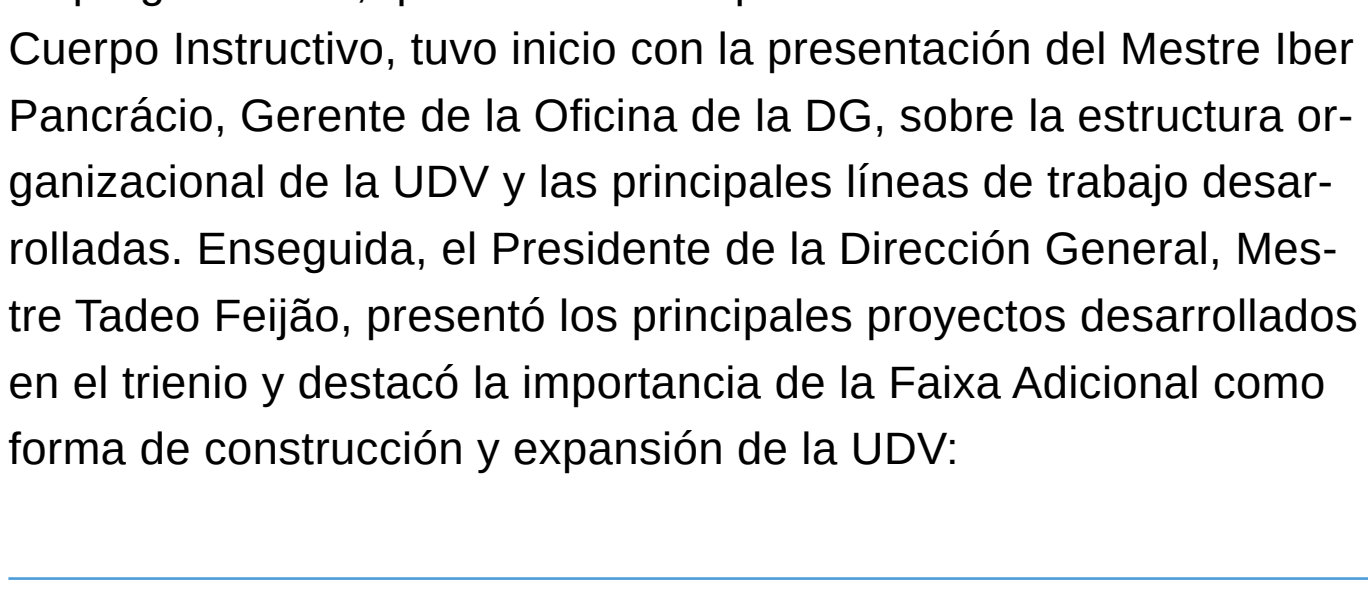 Cuerpo Instructivo, tuvo inicio con la presentación del Mestre Iber
Pancrácio, Gerente de la Oficina de la DG, sobre la estructura or-
ganizacional de la UDV y las principales líneas de trabajo desar-
rolladas. Enseguida, el Presidente de la Dirección General, Mes-
tre Tadeo Feijão, presentó los principales proyectos desarrollados
en el trienio y destacó la importancia de la Faixa Adicional como
forma de construcción y expansión de la UDV: